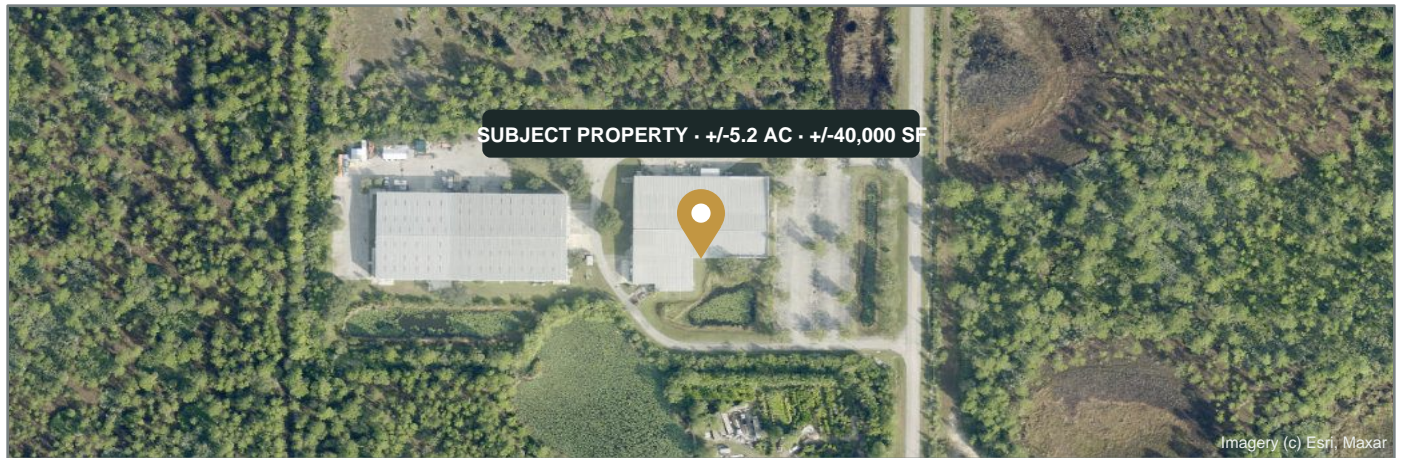 SUBJECT PROPERTY · +/-5.2 AC · +/-40,000 SF
Imagery (c) Esri, Maxar